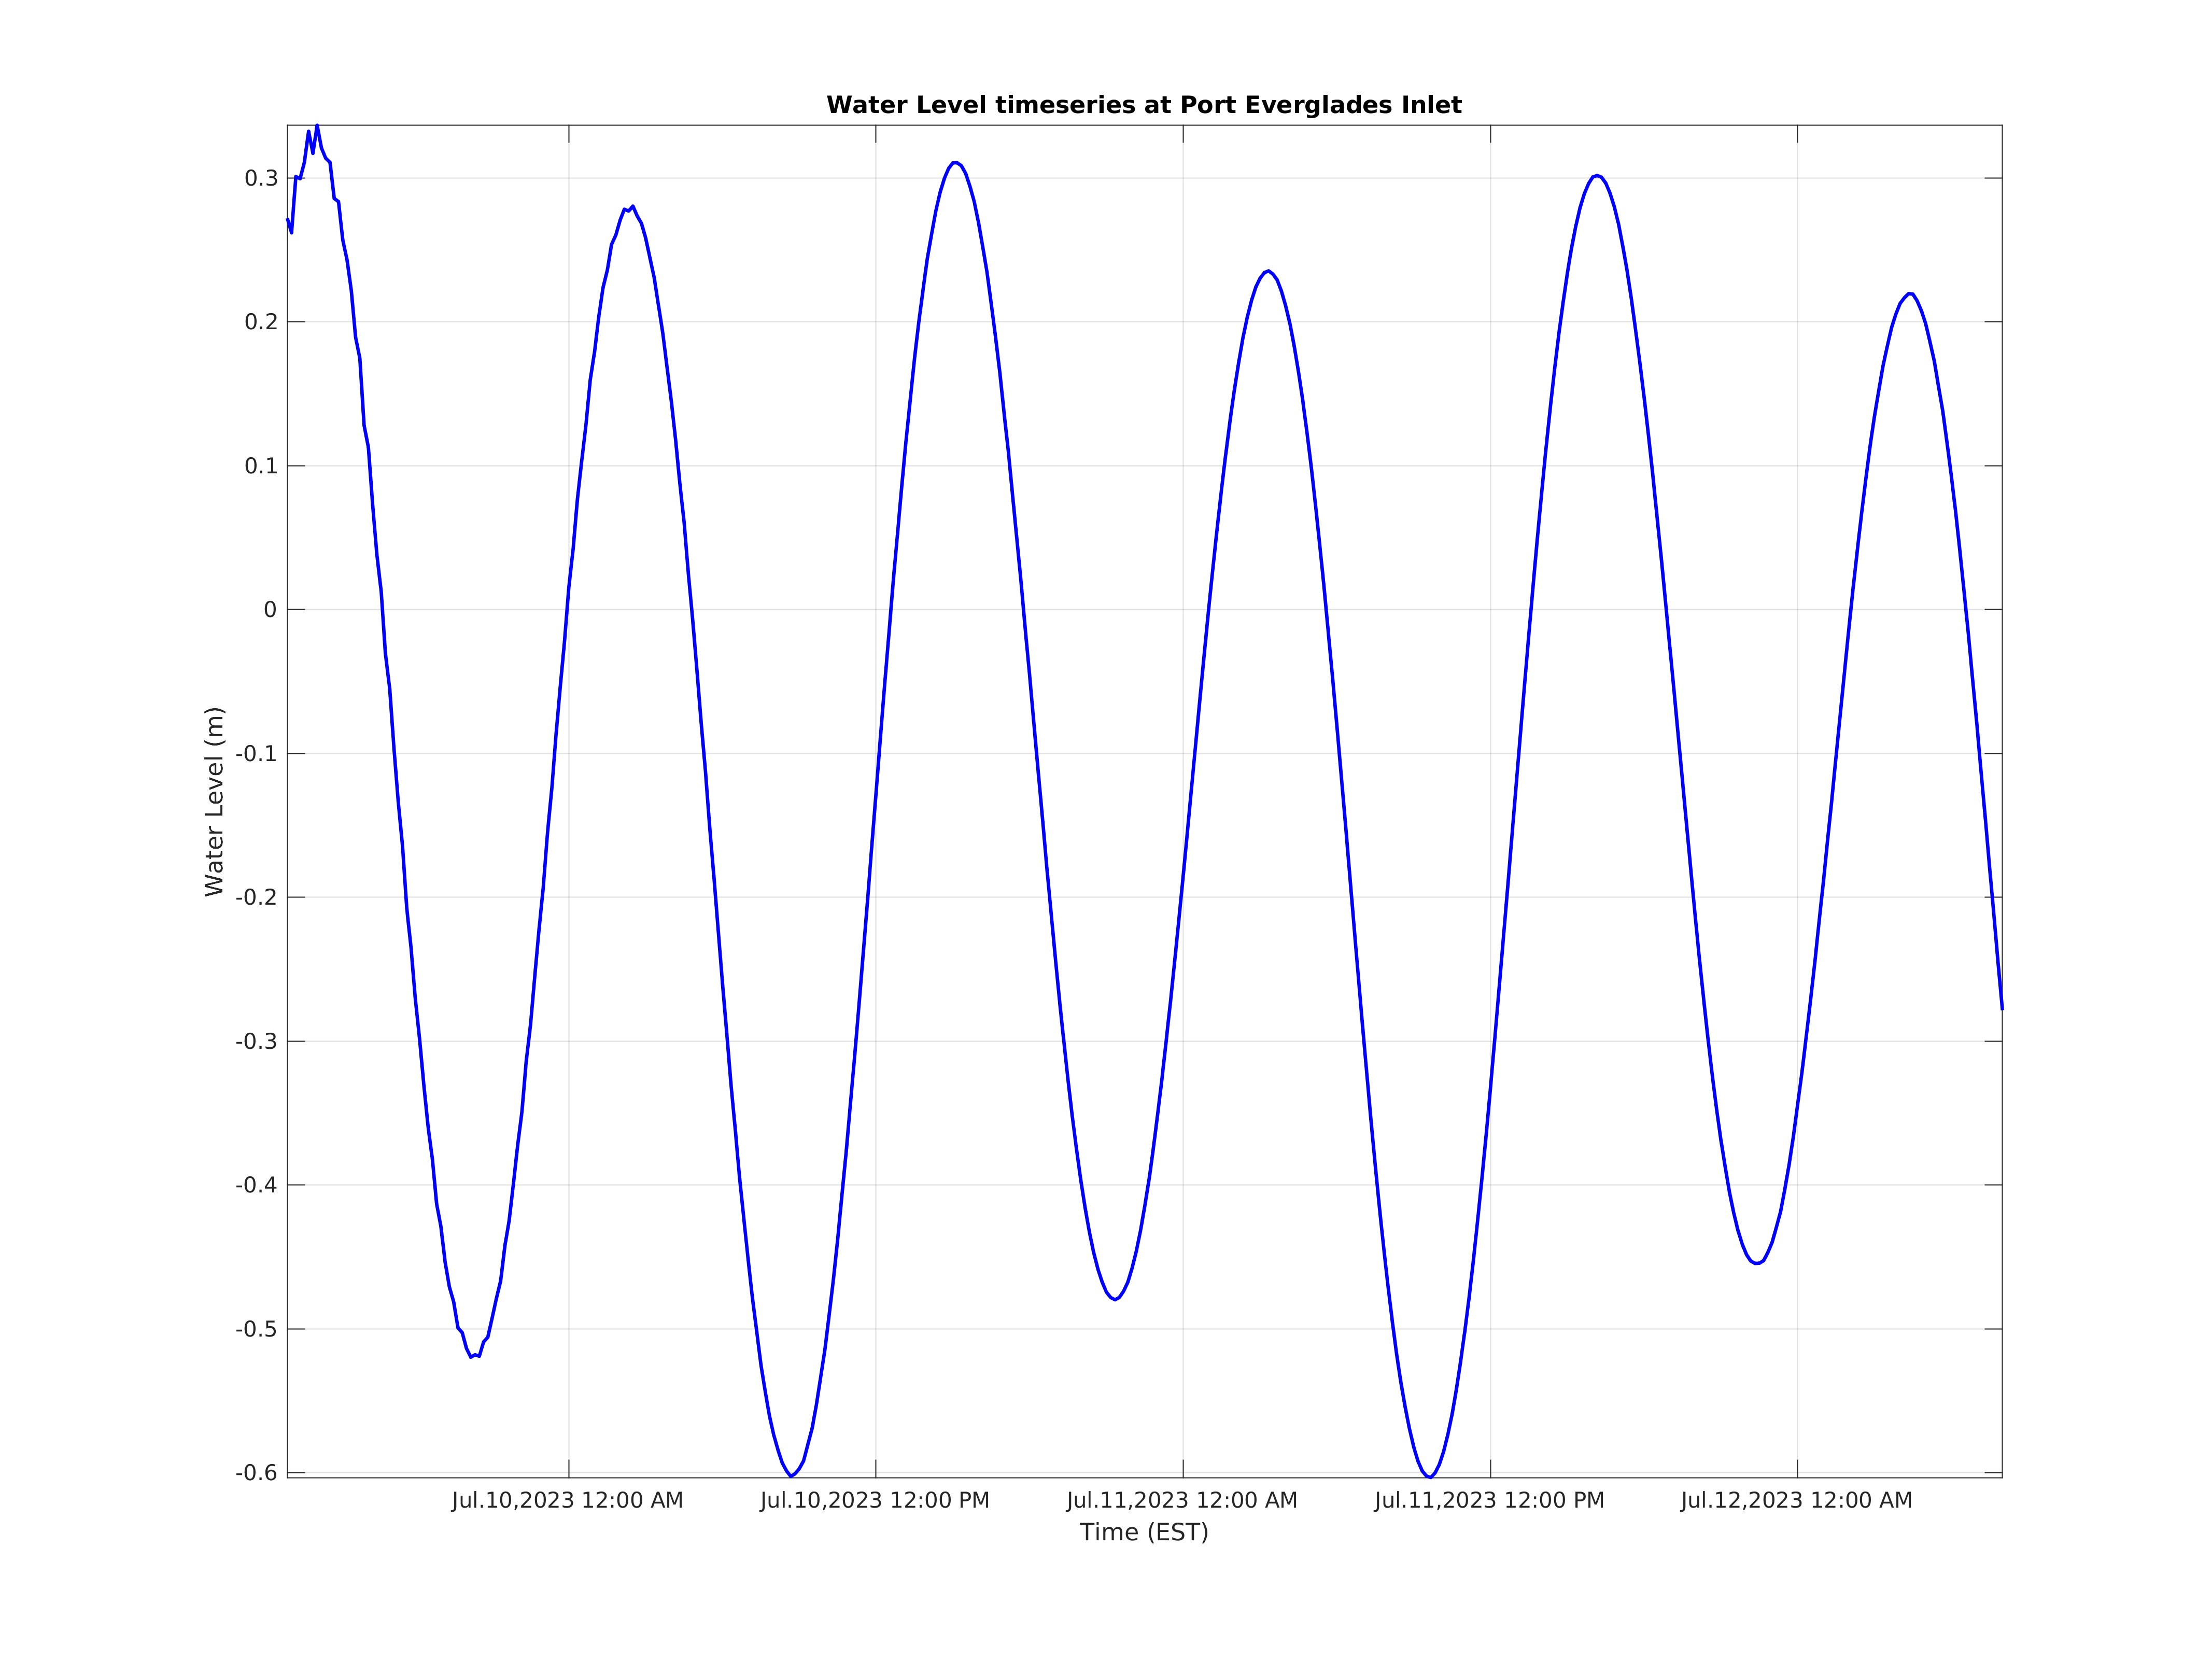 Water Level timeseries at Port Everglades Inlet
0.3
0.2
0.1
0
-0.1
-0.2
-0.3
-0.4
-0.5
-0.6
Water Level (m)
Jul.10,2023 12:00 AM
Jul.10,2023 12:00 PM
Jul.11,2023 12:00 AM
Jul.11,2023 12:00 PM
Jul.12,2023 12:00 AM
Time (EST)